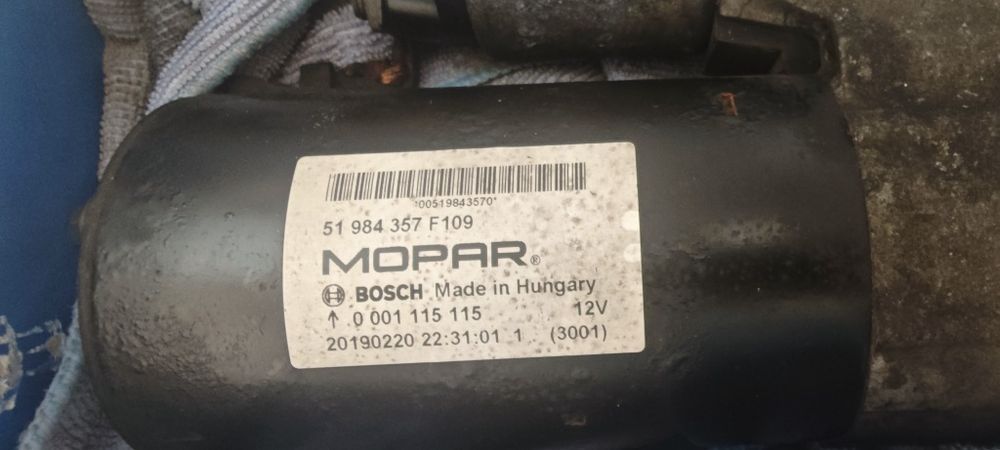 *00519843570*
51 984 357 F109
MOPAR®
BOSCH Made in Hungary
↑ 0 001 115 115 12V
20190220 22:31:01 1 (3001)